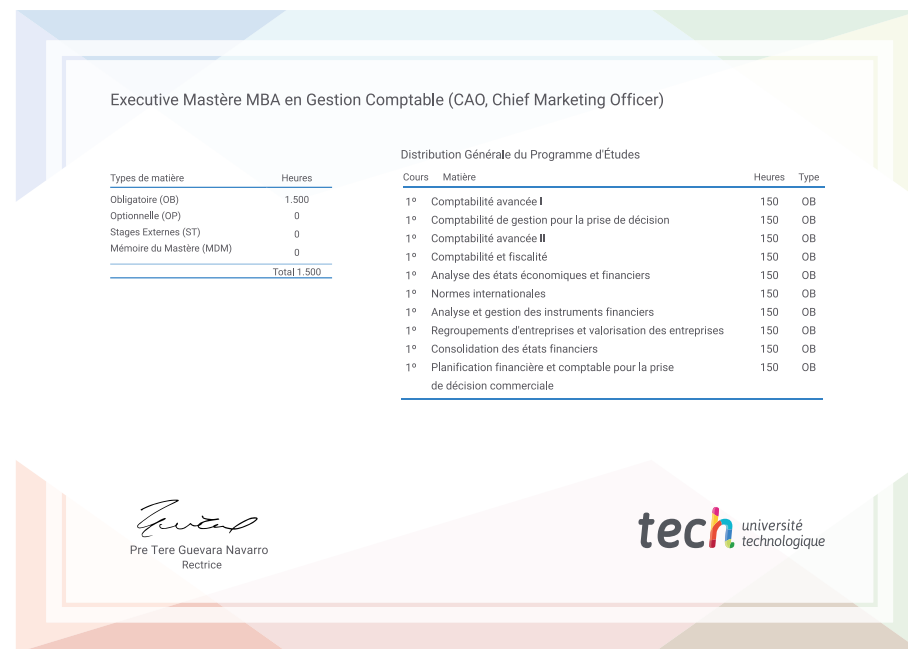 Executive Mastère MBA en Gestion Comptable (CAO, Chief Marketing Officer)
Types de matière Heures
Obligatoire (OB) 1.500
Optionnelle (OP) 0
Stages Externes (ST) 0
Mémoire du Mastère (MDM) 0
Total 1.500
Distribution Générale du Programme d'Études
Cours Matière Heures Type
1º Comptabilité avancée I 150 OB
1º Comptabilité de gestion pour la prise de décision 150 OB
1º Comptabilité avancée II 150 OB
1º Comptabilité et fiscalité 150 OB
1º Analyse des états économiques et financiers 150 OB
1º Normes internationales 150 OB
1º Analyse et gestion des instruments financiers 150 OB
1º Regroupements d'entreprises et valorisation des entreprises 150 OB
1º Consolidation des états financiers 150 OB
1º Planification financière et comptable pour la prise 150 OB
de décision commerciale
Pre Tere Guevara Navarro
Rectrice
tech université
technologique